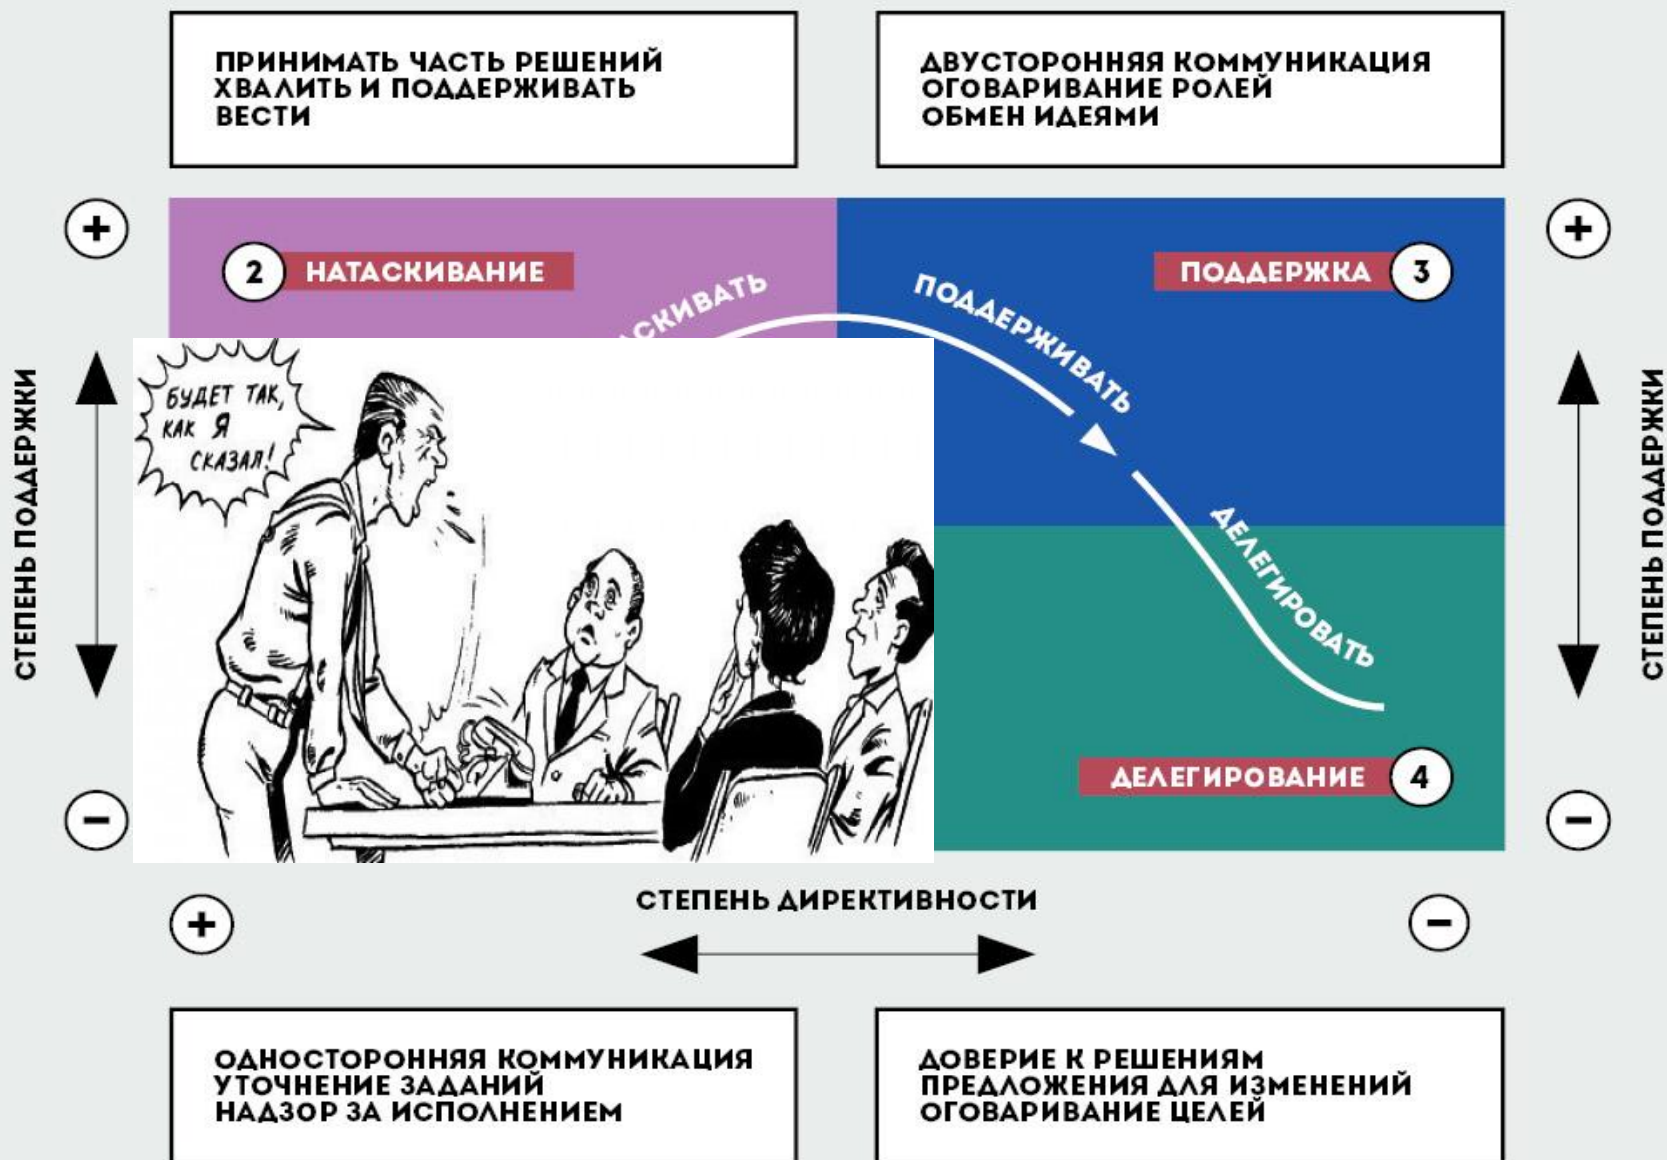 ПРИНИМАТЬ ЧАСТЬ РЕШЕНИЙ
ХВАЛИТЬ И ПОДДЕРЖИВАТЬ
ВЕСТИ
ДВУСТОРОННЯЯ КОММУНИКАЦИЯ
ОГОВАРИВАНИЕ РОЛЕЙ
ОБМЕН ИДЕЯМИ
+
+
2 НАТАСКИВАНИЕ
ПОДДЕРЖКА 3
АСКИВАТЬ
ПОДДЕРЖИВАТЬ
СТЕПЕНЬ ПОДДЕРЖКИ
БУДЕТ ТАК,
КАК Я
СКАЗАЛ!
СТЕПЕНЬ ПОДДЕРЖКИ
ДЕЛЕГИРОВАТЬ
ДЕЛЕГИРОВАНИЕ 4
−
−
СТЕПЕНЬ ДИРЕКТИВНОСТИ
+
−
ОДНОСТОРОННЯЯ КОММУНИКАЦИЯ
УТОЧНЕНИЕ ЗАДАНИЙ
НАДЗОР ЗА ИСПОЛНЕНИЕМ
ДОВЕРИЕ К РЕШЕНИЯМ
ПРЕДЛОЖЕНИЯ ДЛЯ ИЗМЕНЕНИЙ
ОГОВАРИВАНИЕ ЦЕЛЕЙ